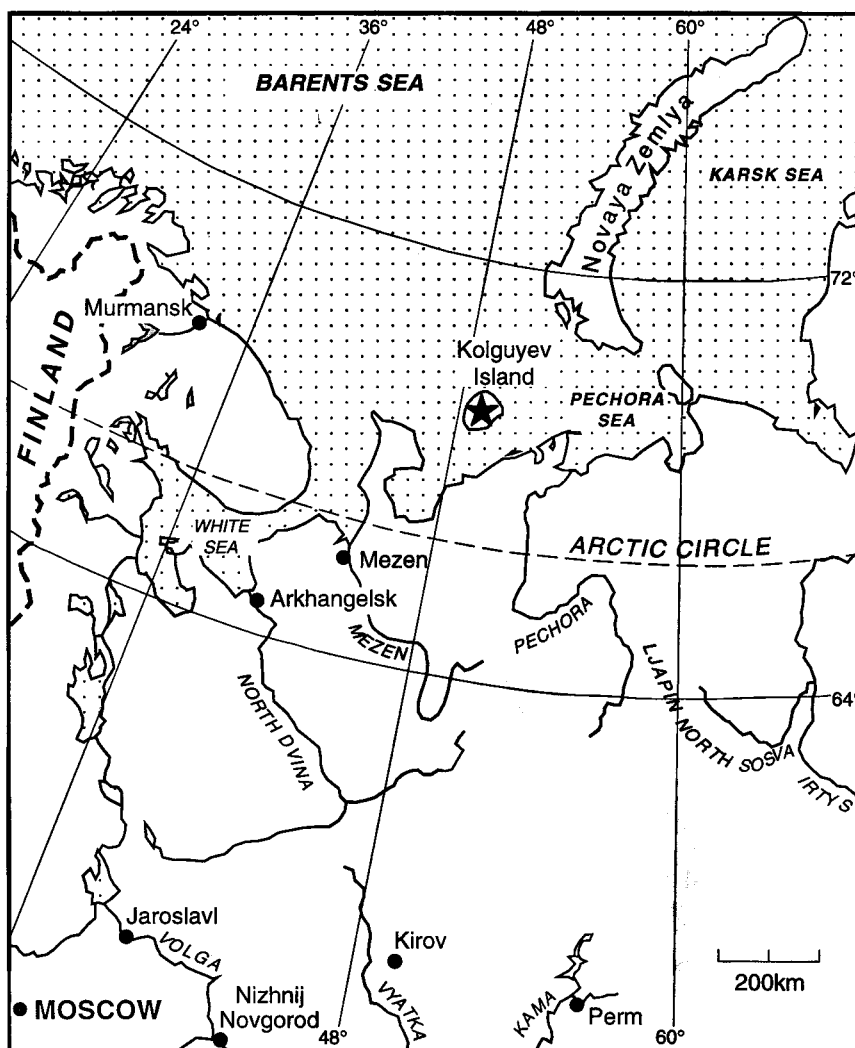 24°
36°
48°
60°
BARENTS SEA
Novaya Zemlya
KARSK SEA
72°
Murmansk
FINLAND
Kolguyev
Island
PECHORA
SEA
WHITE
SEA
ARCTIC CIRCLE
Mezen
Arkhangelsk
MEZEN
PECHORA
LJAPIN NORTH SOSVA
64°
NORTH DVINA
IRTYS
Jaroslavl
VOLGA
Kirov
200km
VYATKA
KAMA
Perm
MOSCOW
Nizhnij
Novgorod
48°
60°